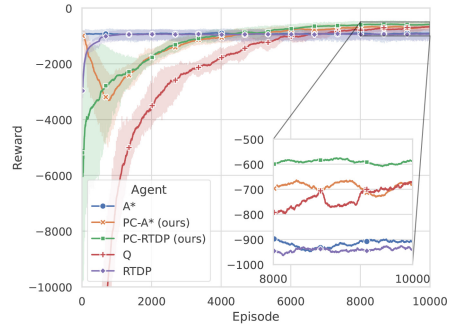 0
−2000
−4000
−6000
−8000
−10000
Reward
0
2000
4000
6000
8000
10000
Episode
Agent
A*
PC-A* (ours)
PC-RTDP (ours)
Q
RTDP
−500
−600
−700
−800
−900
−1000
8000
10000